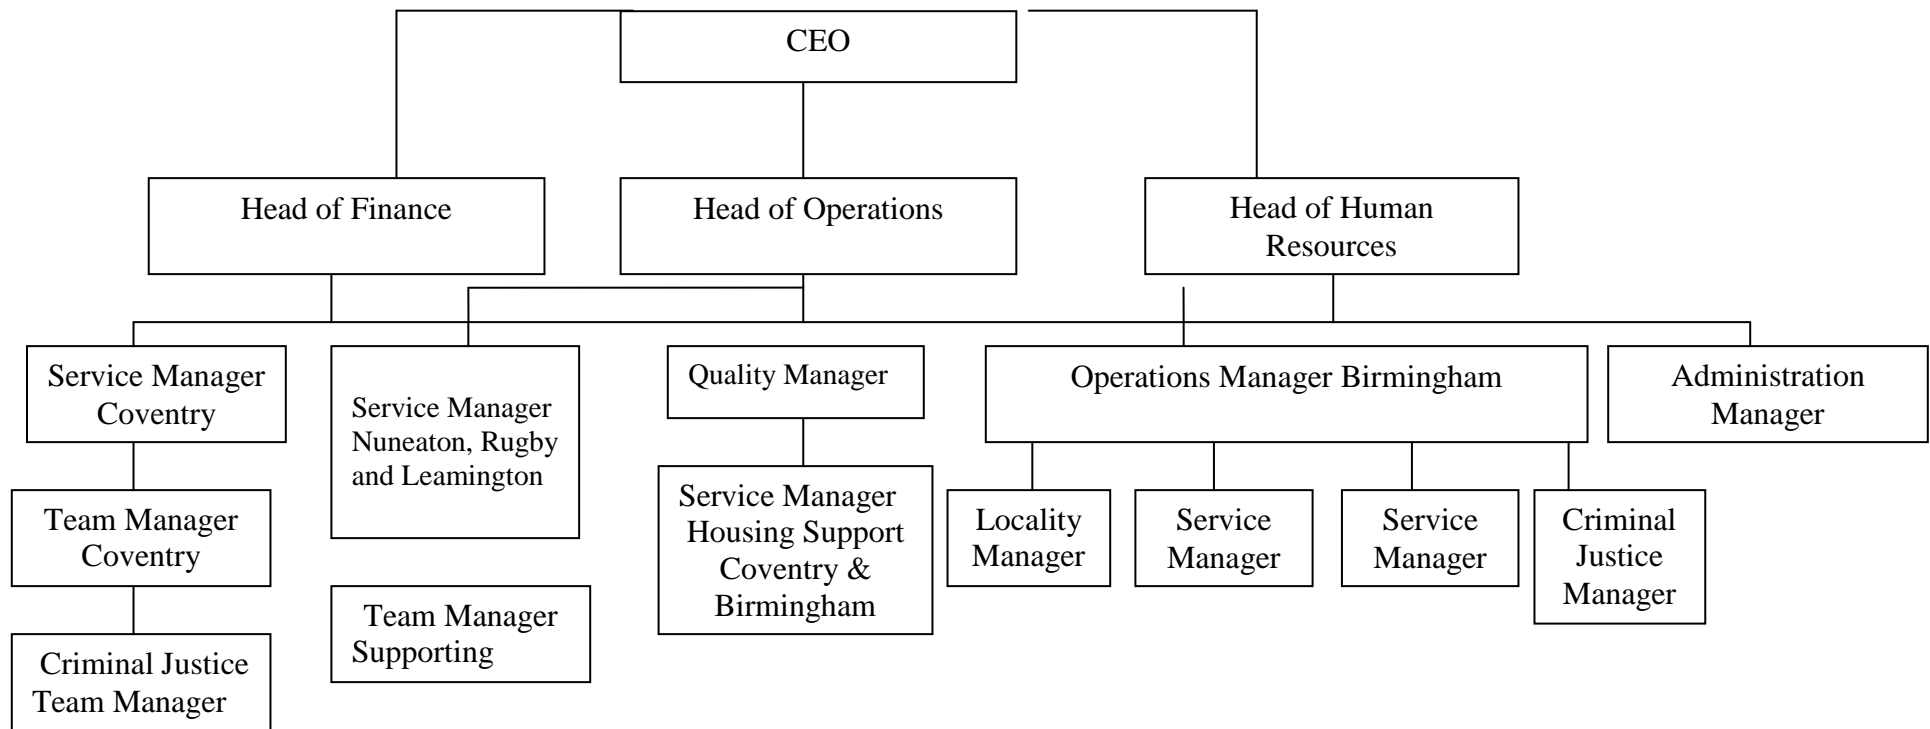 CEO
Head of Finance
Head of Operations
Head of Human
Resources
Service Manager
Coventry
Service Manager
Nuneaton, Rugby
and Leamington
Quality Manager
Operations Manager Birmingham
Administration
Manager
Team Manager
Coventry
Service Manager
Housing Support
Coventry &
Birmingham
Locality
Manager
Service
Manager
Service
Manager
Criminal
Justice
Manager
Team Manager
Supporting
Criminal Justice
Team Manager